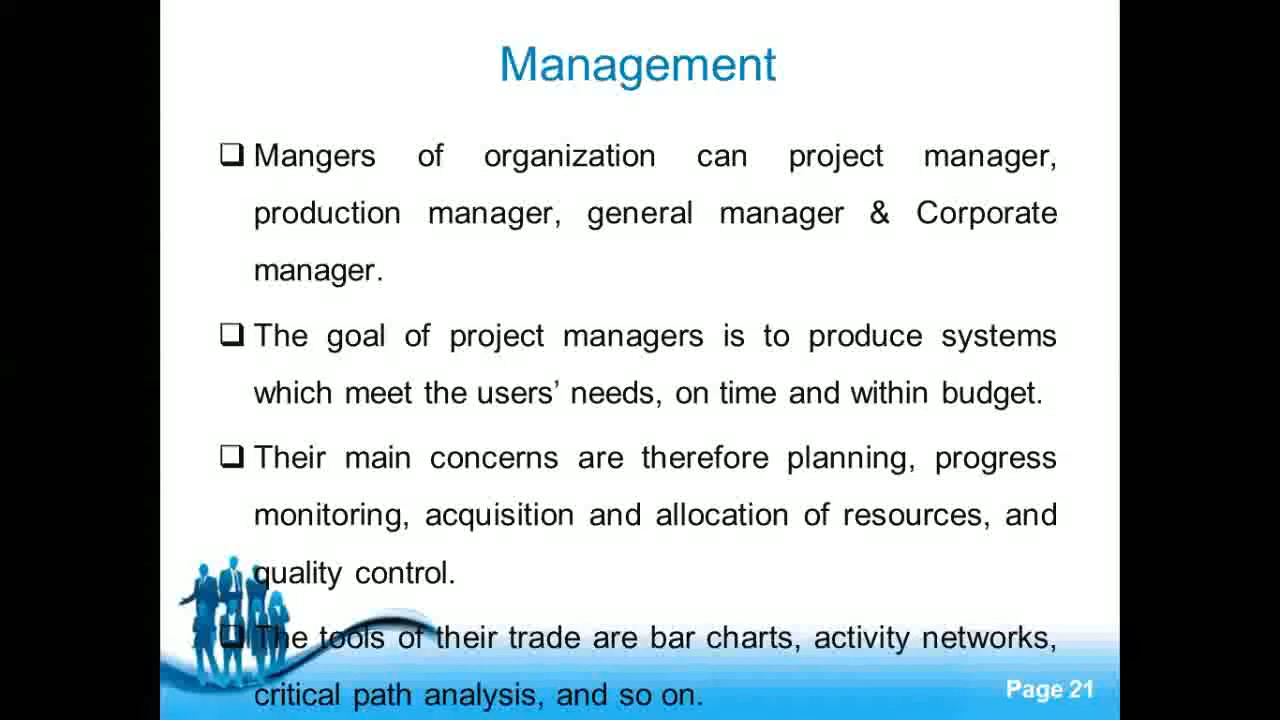 Management
❑ Mangers of organization can project manager,
production manager, general manager & Corporate
manager.
❑ The goal of project managers is to produce systems
which meet the users’ needs, on time and within budget.
❑ Their main concerns are therefore planning, progress
monitoring, acquisition and allocation of resources, and
quality control.
❑ The tools of their trade are bar charts, activity networks,
critical path analysis, and so on.
Page 21